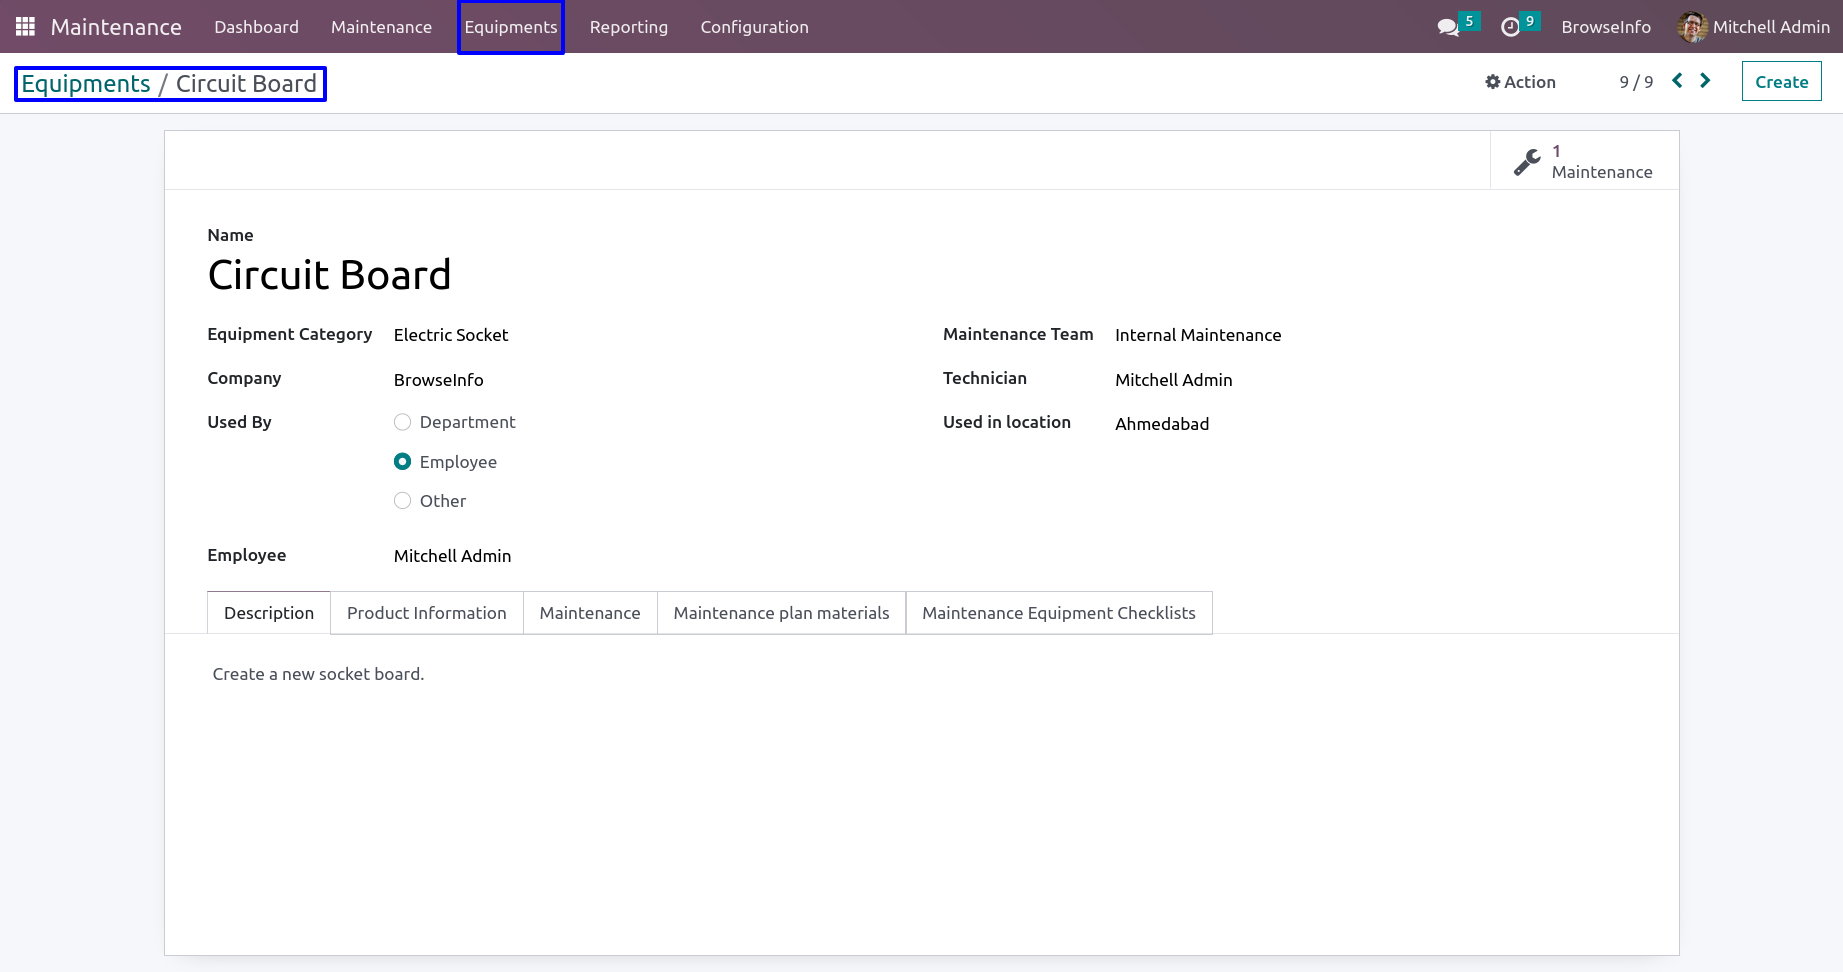 Maintenance Dashboard Maintenance Equipments Reporting Configuration 5 9 BrowseInfo Mitchell Admin
Equipments / Circuit Board Action 9 / 9 Create
1
Maintenance
Name
Circuit Board
Equipment Category Electric Socket Maintenance Team Internal Maintenance
Company BrowseInfo Technician Mitchell Admin
Used By Department Used in location Ahmedabad
Employee
Other
Employee Mitchell Admin
Description Product Information Maintenance Maintenance plan materials Maintenance Equipment Checklists
Create a new socket board.